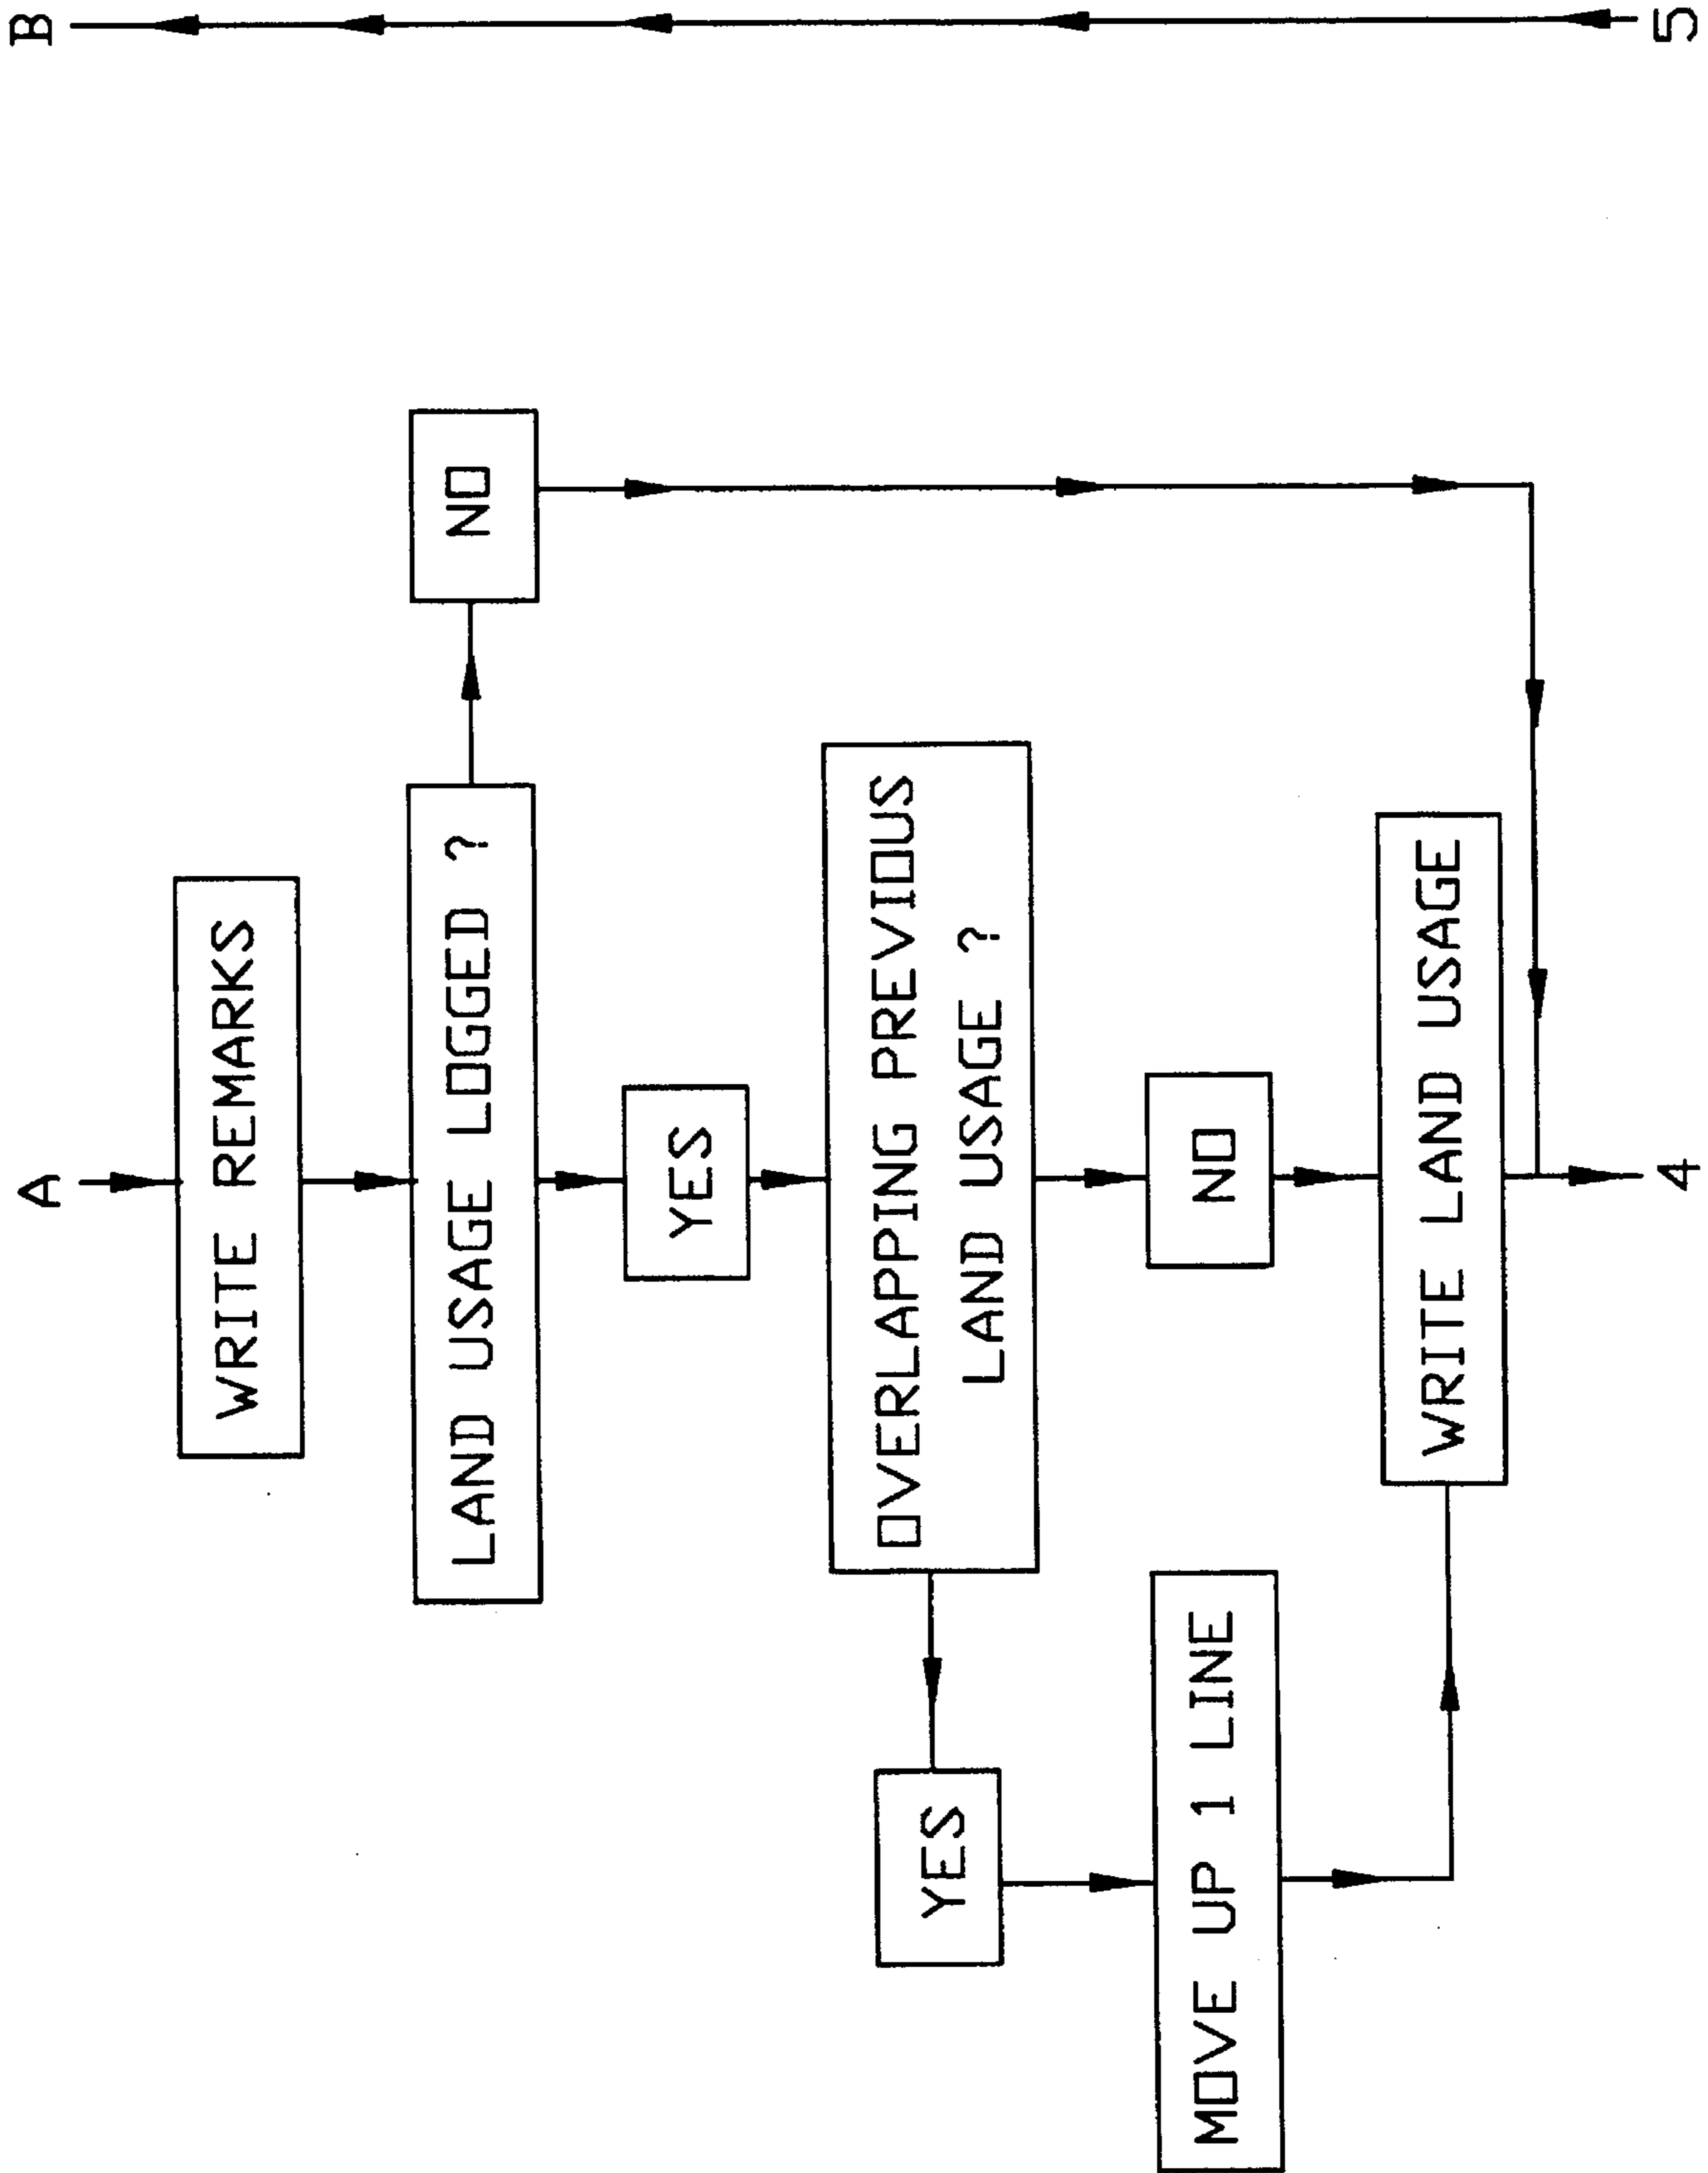 A
B
WRITE REMARKS
LAND USAGE LOGGED ?
NO
YES
OVERLAPPING PREVIOUS
LAND USAGE ?
YES
NO
MOVE UP 1 LINE
WRITE LAND USAGE
4
5